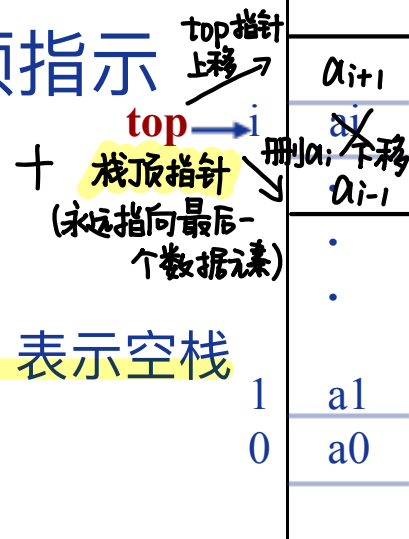 top指针
上移
顶指示
a i+1
top
i
ai
+
栈顶指针
删ai 下移
a i-1
(永远指向最后一
个数据元素)
表示空栈
1
a1
0
a0